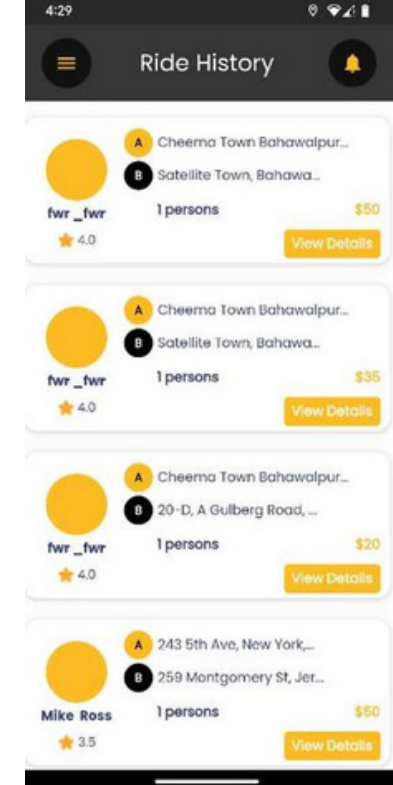 4:29
Ride History
A Cheema Town Bahawalpur...
B Satellite Town, Bahawa...
fwr _fwr
1 persons
$50
4.0
View Details
A Cheema Town Bahawalpur...
B Satellite Town, Bahawa...
fwr _fwr
1 persons
$35
4.0
View Details
A Cheema Town Bahawalpur...
B 20-D, A Gulberg Road, ...
fwr _fwr
1 persons
$20
4.0
View Details
A 243 5th Ave, New York,...
B 259 Montgomery St, Jer...
Mike Ross
1 persons
$50
3.5
View Details